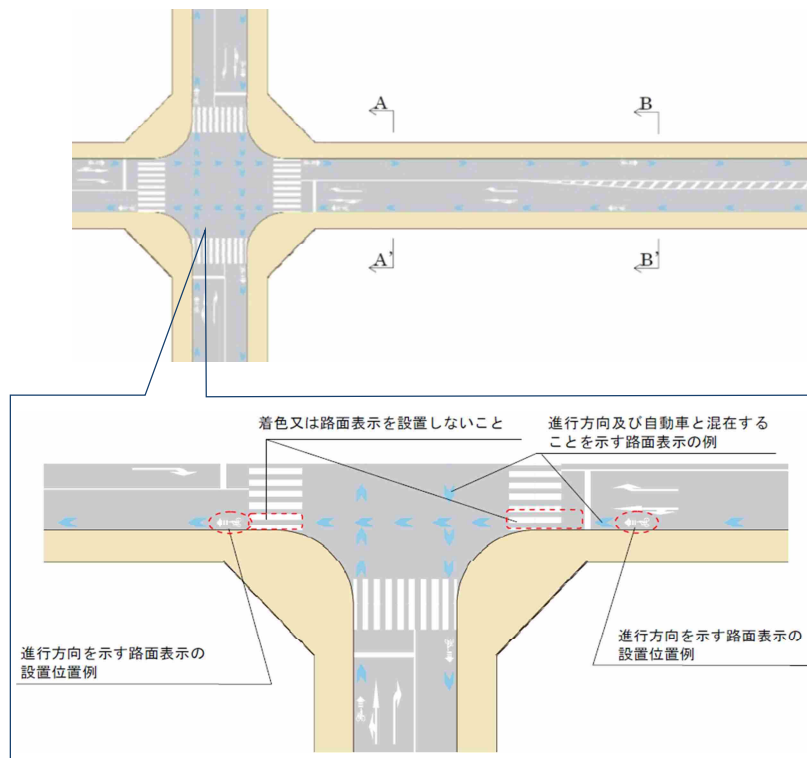 A
B
A'
B'
着色又は路面表示を設置しないこと
進行方向及び自動車と混在する
ことを示す路面表示の例
進行方向を示す路面表示の
設置位置例
進行方向を示す路面表示の
設置位置例